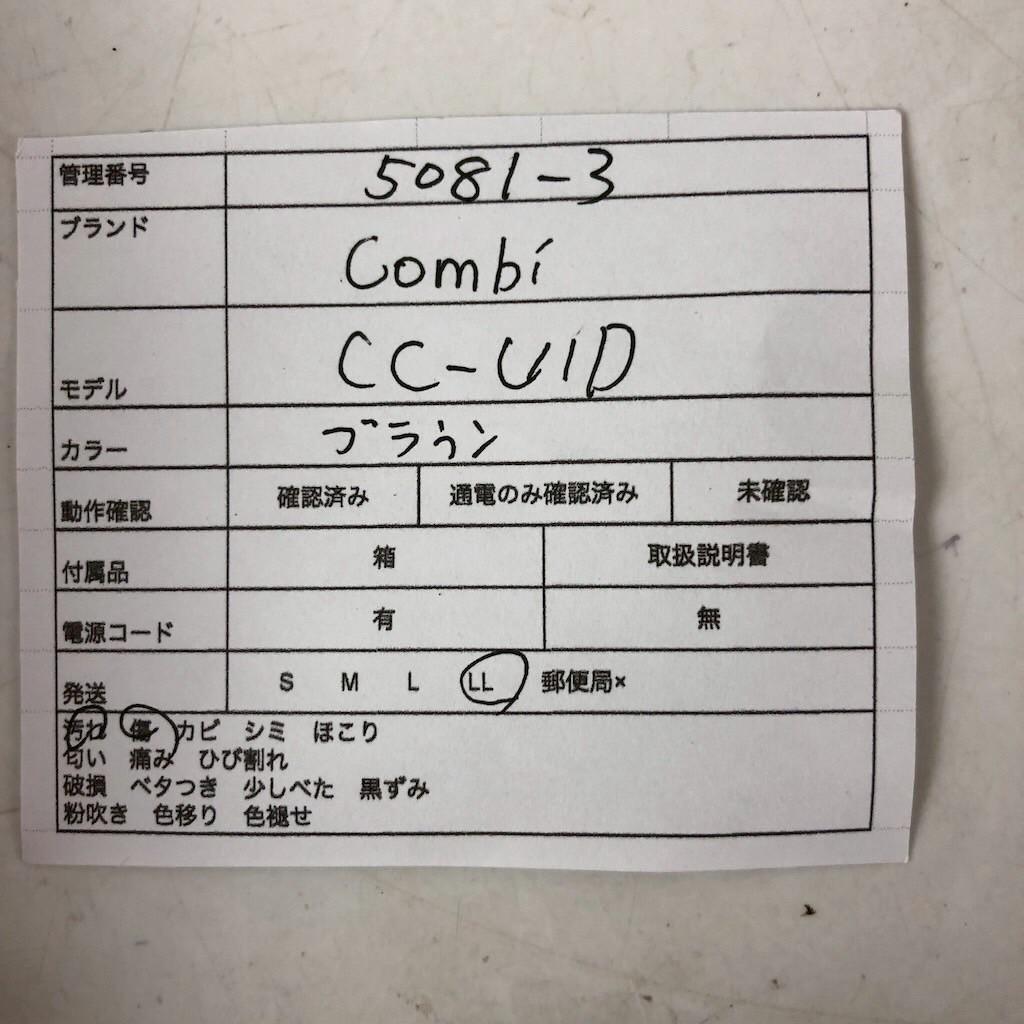 管理番号 5081-3
ブランド Combi
モデル CC-UID
カラー ブラウン
動作確認 確認済み 通電のみ確認済み 未確認
付属品 箱 取扱説明書
電源コード 有 無
発送 S M L LL 郵便局×
汚れ 傷 カビ シミ ほこり
匂い 痛み ひび割れ
破損 ベタつき 少しべた 黒ずみ
粉吹き 色移り 色褪せ